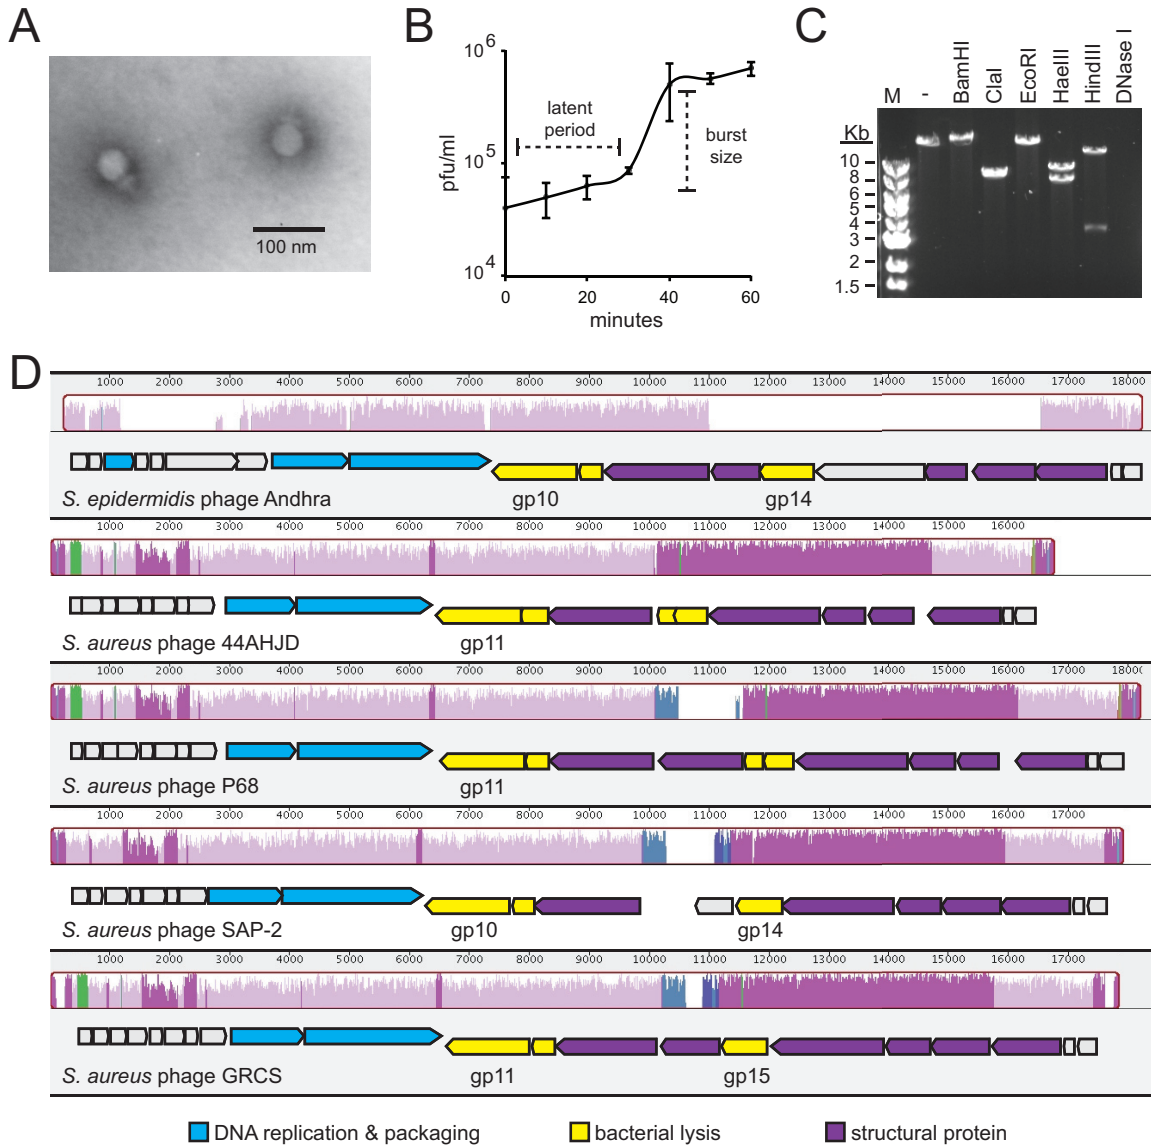 A
100 nm
B
pfu/ml
10^6
10^5
10^4
latent
period
burst
size
0 20 40 60
minutes
C
M - BamHI ClaI EcoRI HaeIII HindIII DNase I
Kb
10
8
6
5
4
3
2
1.5
D
1000 2000 3000 4000 5000 6000 7000 8000 9000 10000 11000 12000 13000 14000 15000 16000 17000 18000
gp10 gp14
S. epidermidis phage Andhra
1000 2000 3000 4000 5000 6000 7000 8000 9000 10000 11000 12000 13000 14000 15000 16000
S. aureus phage 44AHJD gp11
1000 2000 3000 4000 5000 6000 7000 8000 9000 10000 11000 12000 13000 14000 15000 16000 17000 18000
S. aureus phage P68 gp11
1000 2000 3000 4000 5000 6000 7000 8000 9000 10000 11000 12000 13000 14000 15000 16000 17000
S. aureus phage SAP-2 gp10 gp14
1000 2000 3000 4000 5000 6000 7000 8000 9000 10000 11000 12000 13000 14000 15000 16000 17000
S. aureus phage GRCS gp11 gp15
DNA replication & packaging bacterial lysis structural protein